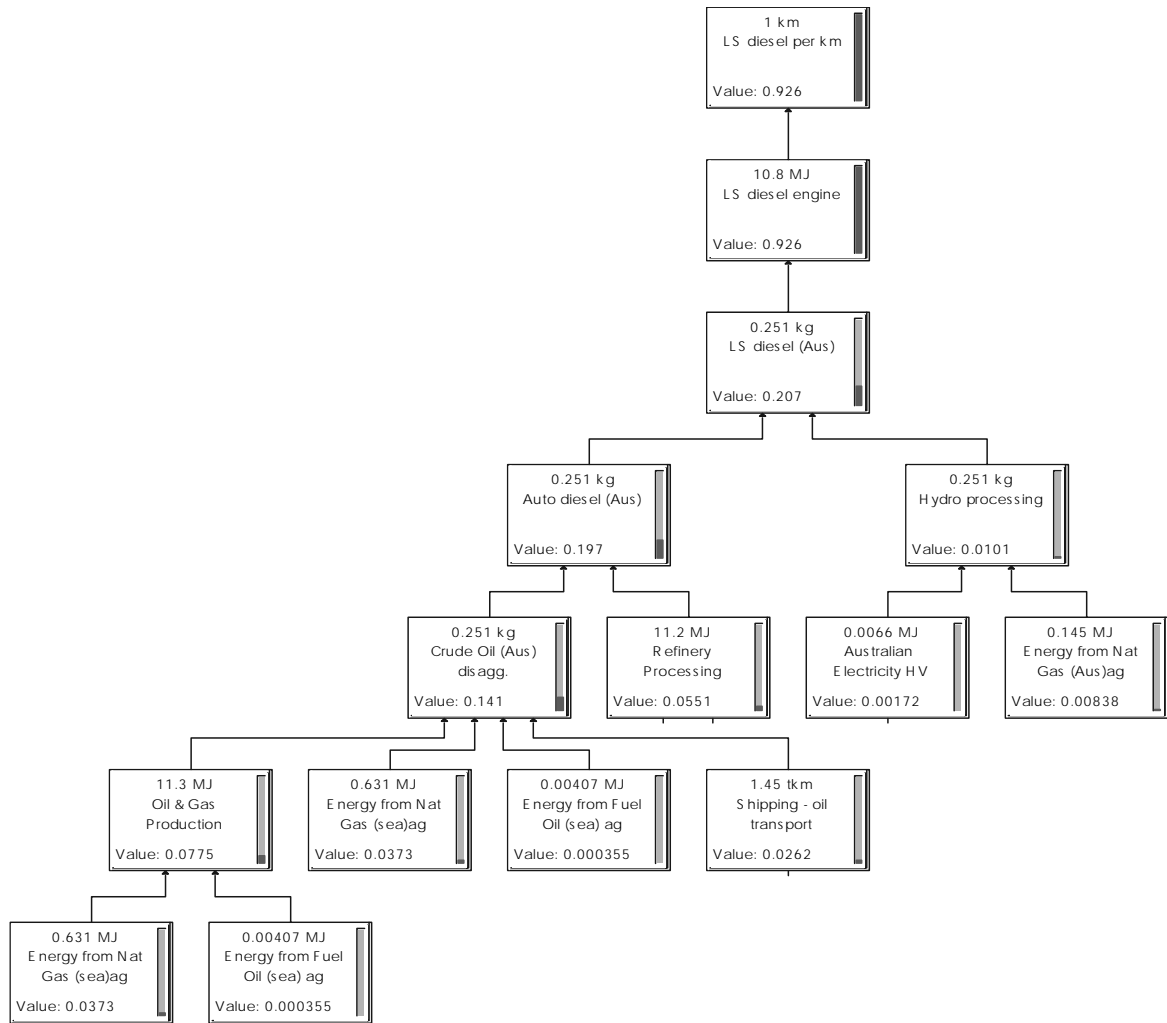 1 km
LS diesel per km
Value: 0.926
10.8 MJ
LS diesel engine
Value: 0.926
0.251 kg
LS diesel (Aus)
Value: 0.207
0.251 kg
Auto diesel (Aus)
Value: 0.197
0.251 kg
Hydro processing
Value: 0.0101
0.251 kg
Crude Oil (Aus)
disagg.
Value: 0.141
11.2 MJ
Refinery
Processing
Value: 0.0551
0.0066 MJ
Australian
Electricity HV
Value: 0.00172
0.145 MJ
Energy from Nat
Gas (Aus)ag
Value: 0.00838
11.3 MJ
Oil & Gas
Production
Value: 0.0775
0.631 MJ
Energy from Nat
Gas (sea)ag
Value: 0.0373
0.00407 MJ
Energy from Fuel
Oil (sea) ag
Value: 0.000355
1.45 tkm
Shipping - oil
transport
Value: 0.0262
0.631 MJ
Energy from Nat
Gas (sea)ag
Value: 0.0373
0.00407 MJ
Energy from Fuel
Oil (sea) ag
Value: 0.000355